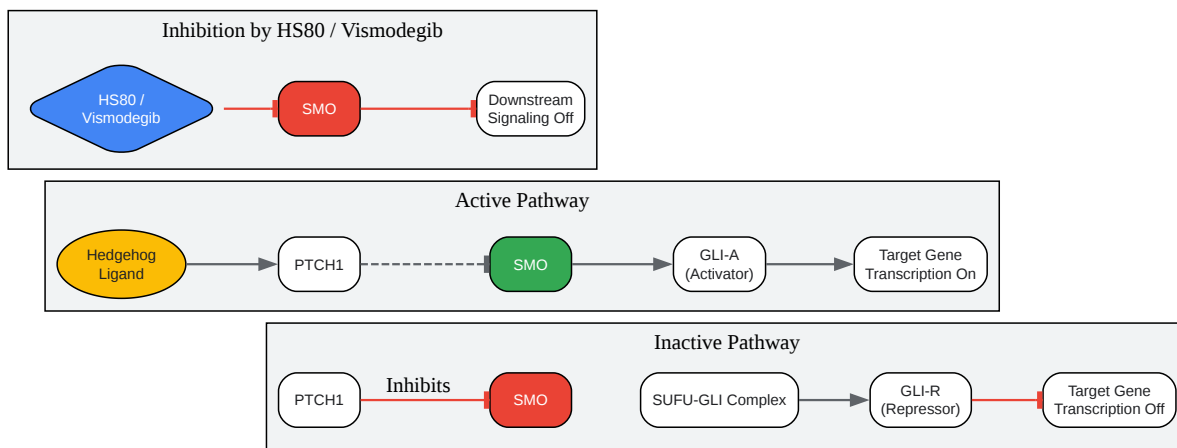 Inhibition by HS80 / Vismodegib
HS80 /
Vismodegib
SMO
Downstream
Signaling Off
Active Pathway
Hedgehog
Ligand
PTCH1
SMO
GLI-A
(Activator)
Target Gene
Transcription On
Inactive Pathway
PTCH1
Inhibits
SMO
SUFU-GLI Complex
GLI-R
(Repressor)
Target Gene
Transcription Off